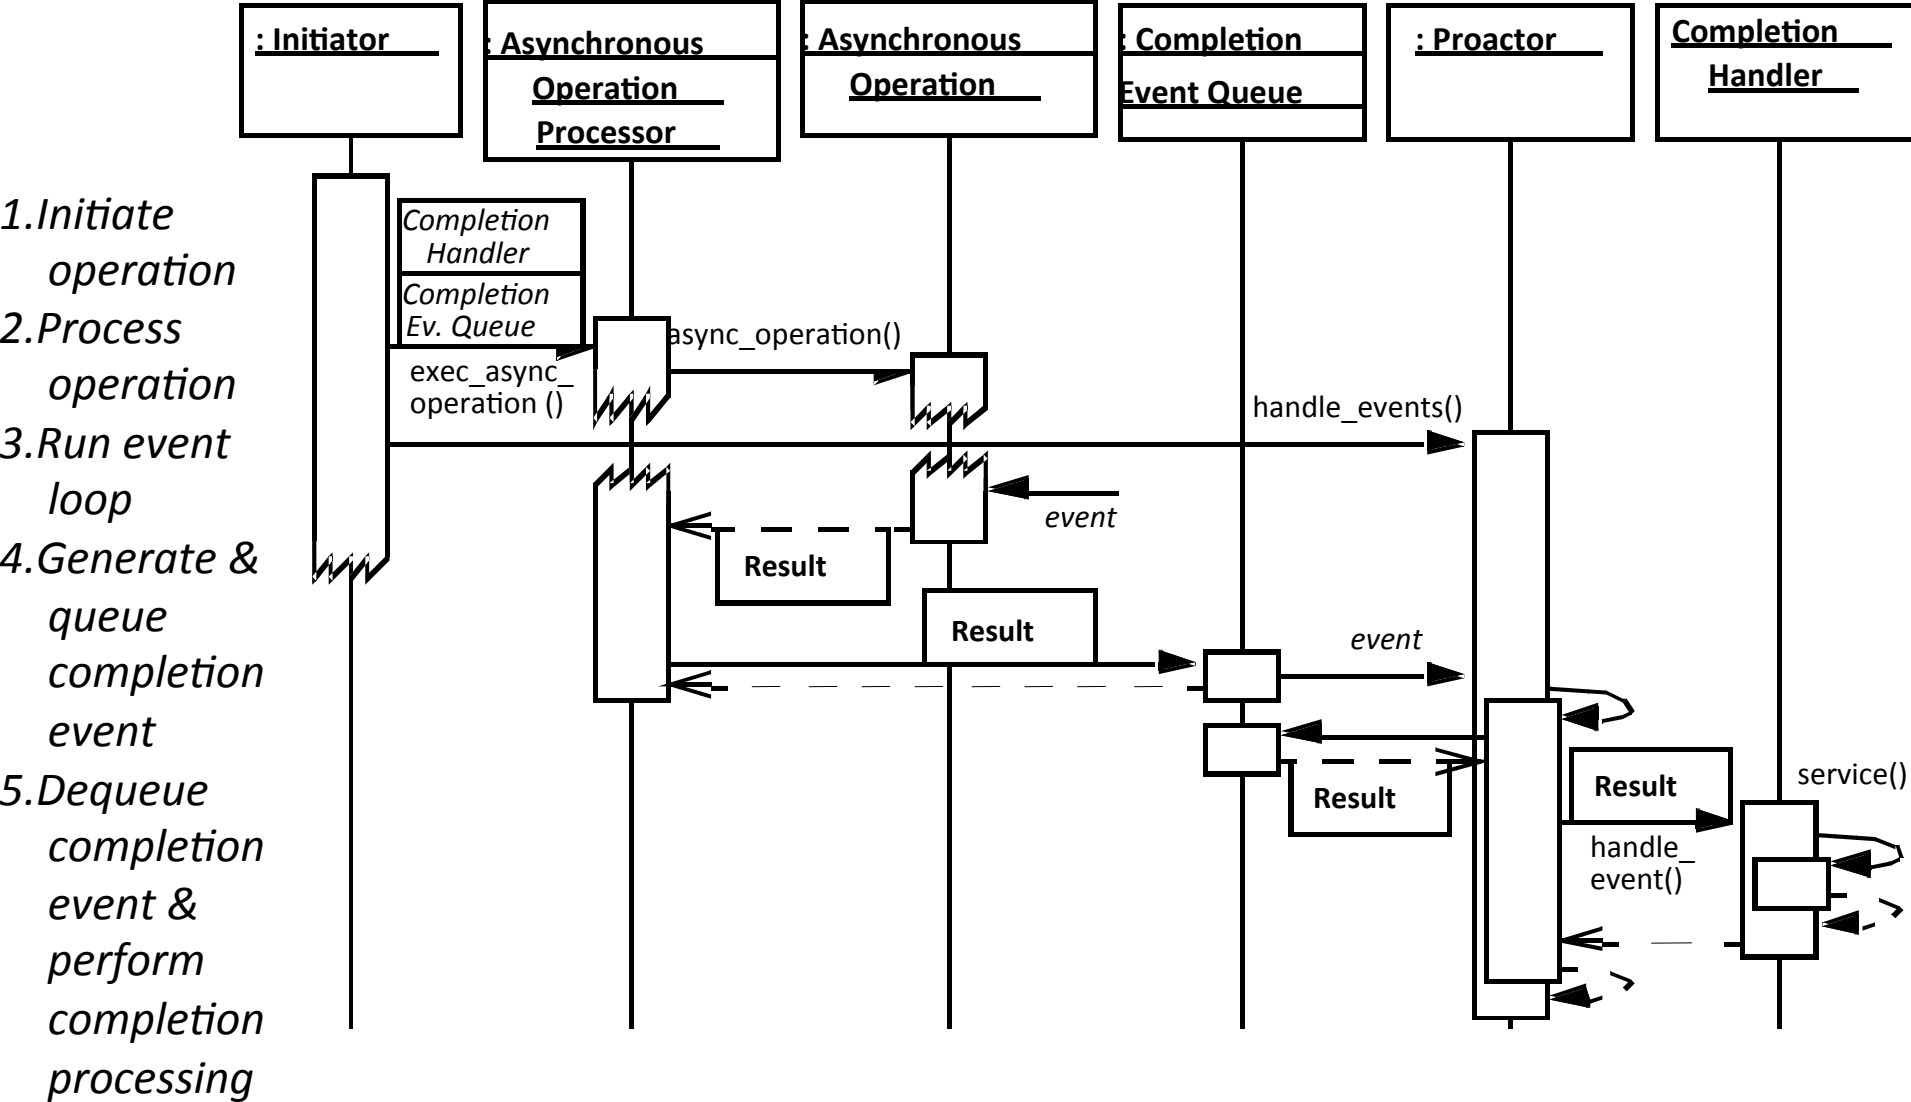 : Initiator
: Asynchronous
Operation
Processor
: Asynchronous
Operation
: Completion
Event Queue
: Proactor
Completion
Handler
1.Initiate
operation
2.Process
operation
3.Run event
loop
4.Generate &
queue
completion
event
5.Dequeue
completion
event &
perform
completion
processing
Completion
Handler
Completion
Ev. Queue
exec_async_
operation ()
async_operation()
handle_events()
event
Result
Result
event
Result
Result
service()
handle_
event()